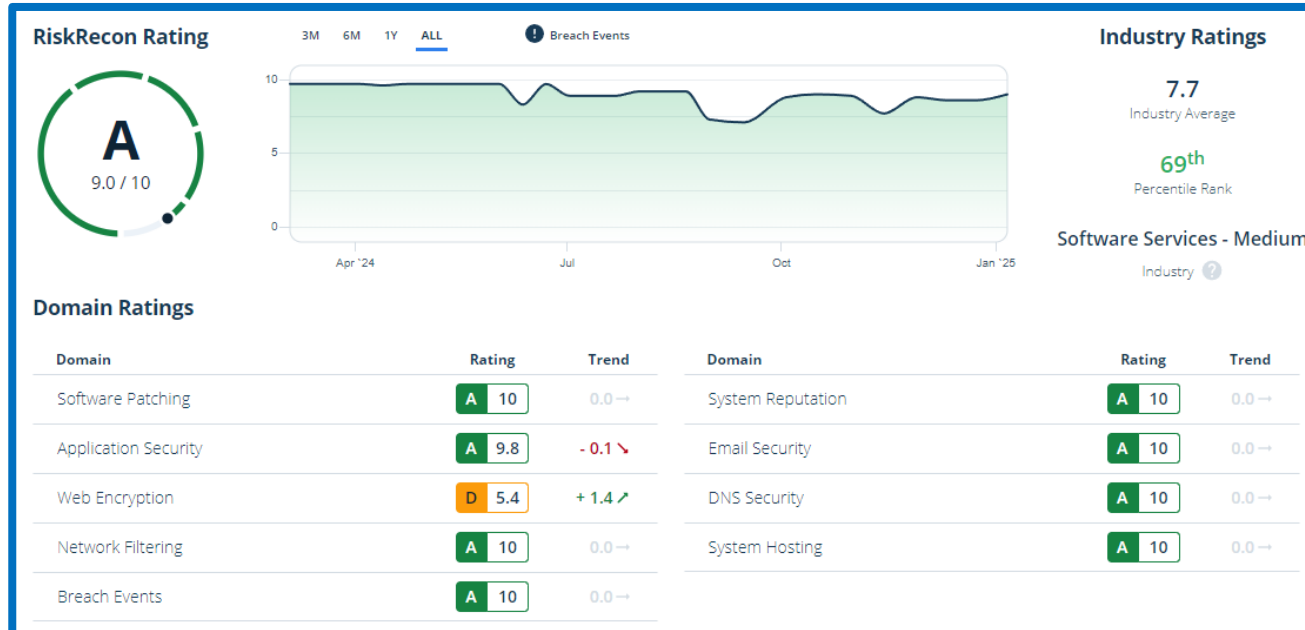 RiskRecon Rating
3M 6M 1Y ALL
! Breach Events
Industry Ratings
A
9.0 / 10
10
5
0
Apr '24 Jul Oct Jan '25
7.7
Industry Average
69th
Percentile Rank
Software Services - Medium
Industry ?
Domain Ratings
Domain Rating Trend
Software Patching A 10 0.0 →
Application Security A 9.8 - 0.1 ↘
Web Encryption D 5.4 + 1.4 ↗
Network Filtering A 10 0.0 →
Breach Events A 10 0.0 →
Domain Rating Trend
System Reputation A 10 0.0 →
Email Security A 10 0.0 →
DNS Security A 10 0.0 →
System Hosting A 10 0.0 →